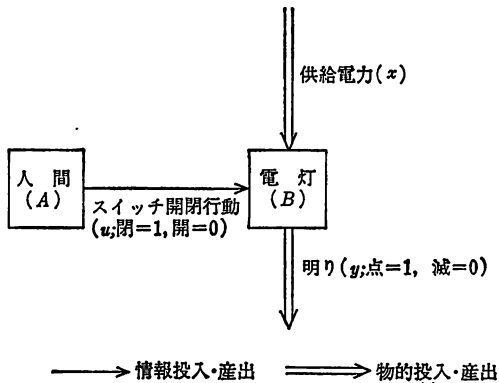 供給電力(x)
人間
(A)
電灯
(B)
スイッチ開閉行動
(u;閉=1,開=0)
明り(y;点=1, 滅=0)
情報投入・産出
物的投入・産出